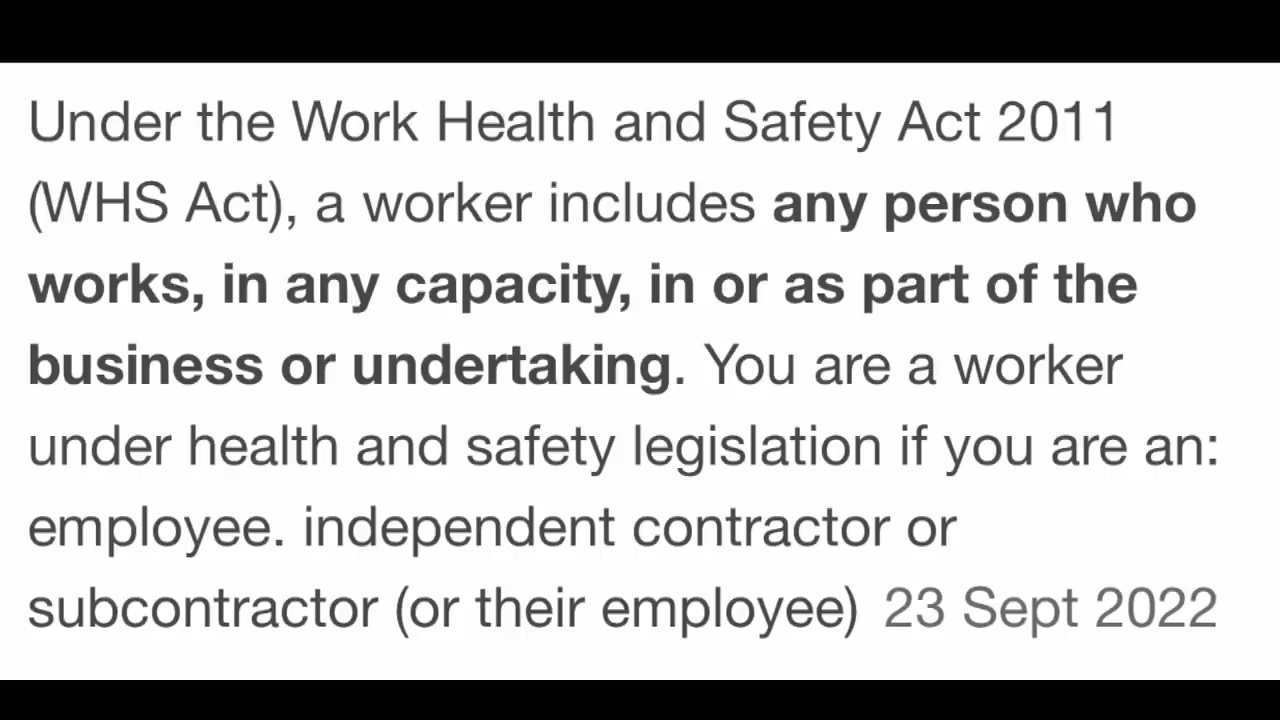 Under the Work Health and Safety Act 2011
(WHS Act), a worker includes any person who
works, in any capacity, in or as part of the
business or undertaking. You are a worker
under health and safety legislation if you are an:
employee. independent contractor or
subcontractor (or their employee) 23 Sept 2022